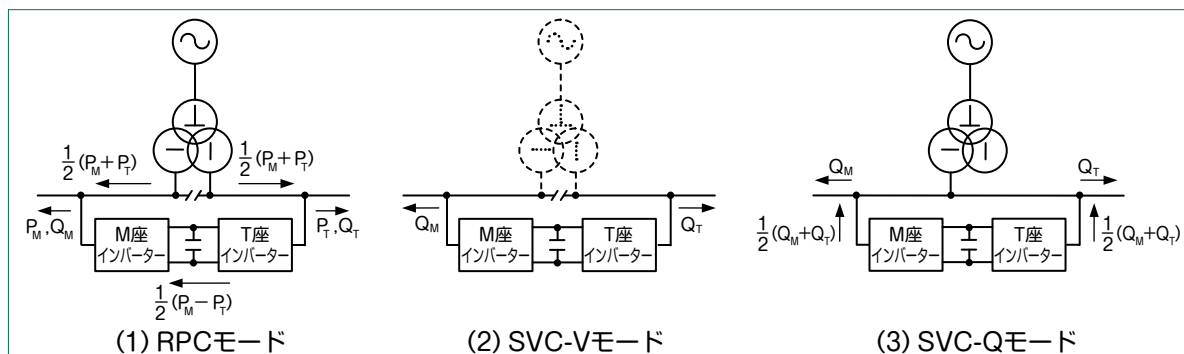 ½(P_M+P_T)
½(P_M+P_T)
P_M,Q_M
M座
インバーター
T座
インバーター
P_T,Q_T
½(P_M−P_T)
(1) RPCモード
Q_M
M座
インバーター
T座
インバーター
Q_T
(2) SVC-Vモード
Q_M
Q_T
½(Q_M+Q_T)
M座
インバーター
T座
インバーター
½(Q_M+Q_T)
(3) SVC-Qモード